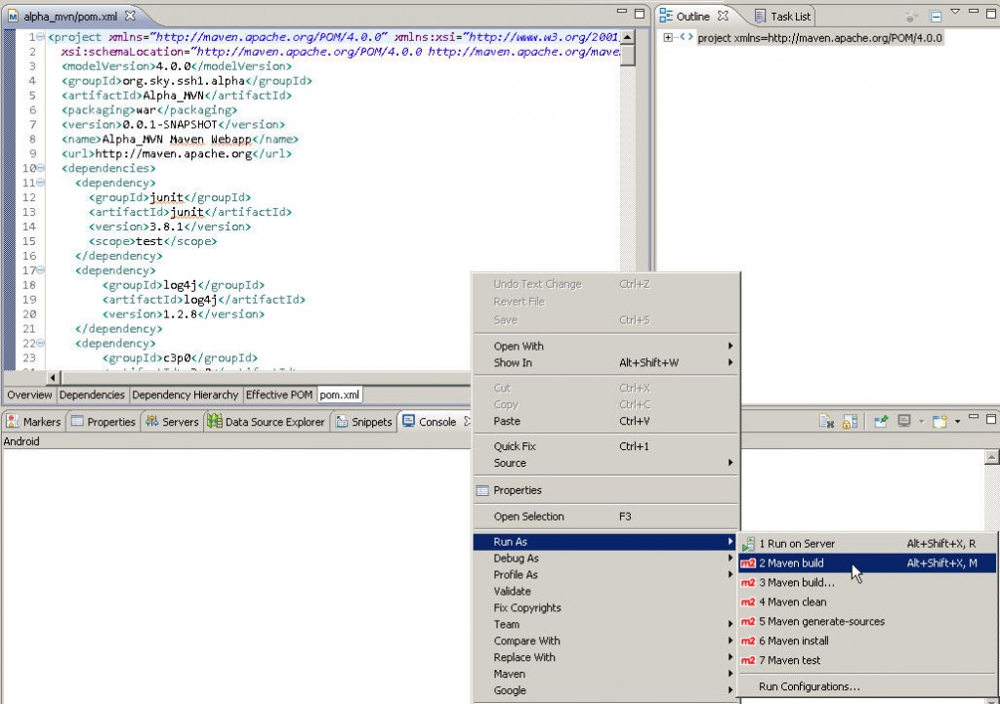 alpha_mvn/pom.xml
1 <project xmlns="http://maven.apache.org/POM/4.0.0" xmlns:xsi="http://www.w3.org/2001
2 xsi:schemaLocation="http://maven.apache.org/POM/4.0.0 http://maven.apache.org/mave
3 <modelVersion>4.0.0</modelVersion>
4 <groupId>org.sky.ssh1.alpha</groupId>
5 <artifactId>Alpha_MVN</artifactId>
6 <packaging>war</packaging>
7 <version>0.0.1-SNAPSHOT</version>
8 <name>Alpha_MVN Maven Webapp</name>
9 <url>http://maven.apache.org</url>
10 <dependencies>
11 <dependency>
12 <groupId>junit</groupId>
13 <artifactId>junit</artifactId>
14 <version>3.8.1</version>
15 <scope>test</scope>
16 </dependency>
17 <dependency>
18 <groupId>log4j</groupId>
19 <artifactId>log4j</artifactId>
20 <version>1.2.8</version>
21 </dependency>
22 <dependency>
23 <groupId>c3p0</groupId>
Overview Dependencies Dependency Hierarchy Effective POM pom.xml
Outline Task List
project xmlns=http://maven.apache.org/POM/4.0.0
Markers Properties Servers Data Source Explorer Snippets Console
Android
Undo Text Change Ctrl+Z
Revert File
Save Ctrl+S
Open With
Show In Alt+Shift+W
Cut Ctrl+X
Copy Ctrl+C
Paste Ctrl+V
Quick Fix Ctrl+1
Source
Properties
Open Selection F3
Run As
Debug As
Profile As
Validate
Fix Copyrights
Team
Compare With
Replace With
Maven
Google
1 Run on Server Alt+Shift+X, R
m2 2 Maven build Alt+Shift+X, M
m2 3 Maven build...
m2 4 Maven clean
m2 5 Maven generate-sources
m2 6 Maven install
m2 7 Maven test
Run Configurations...